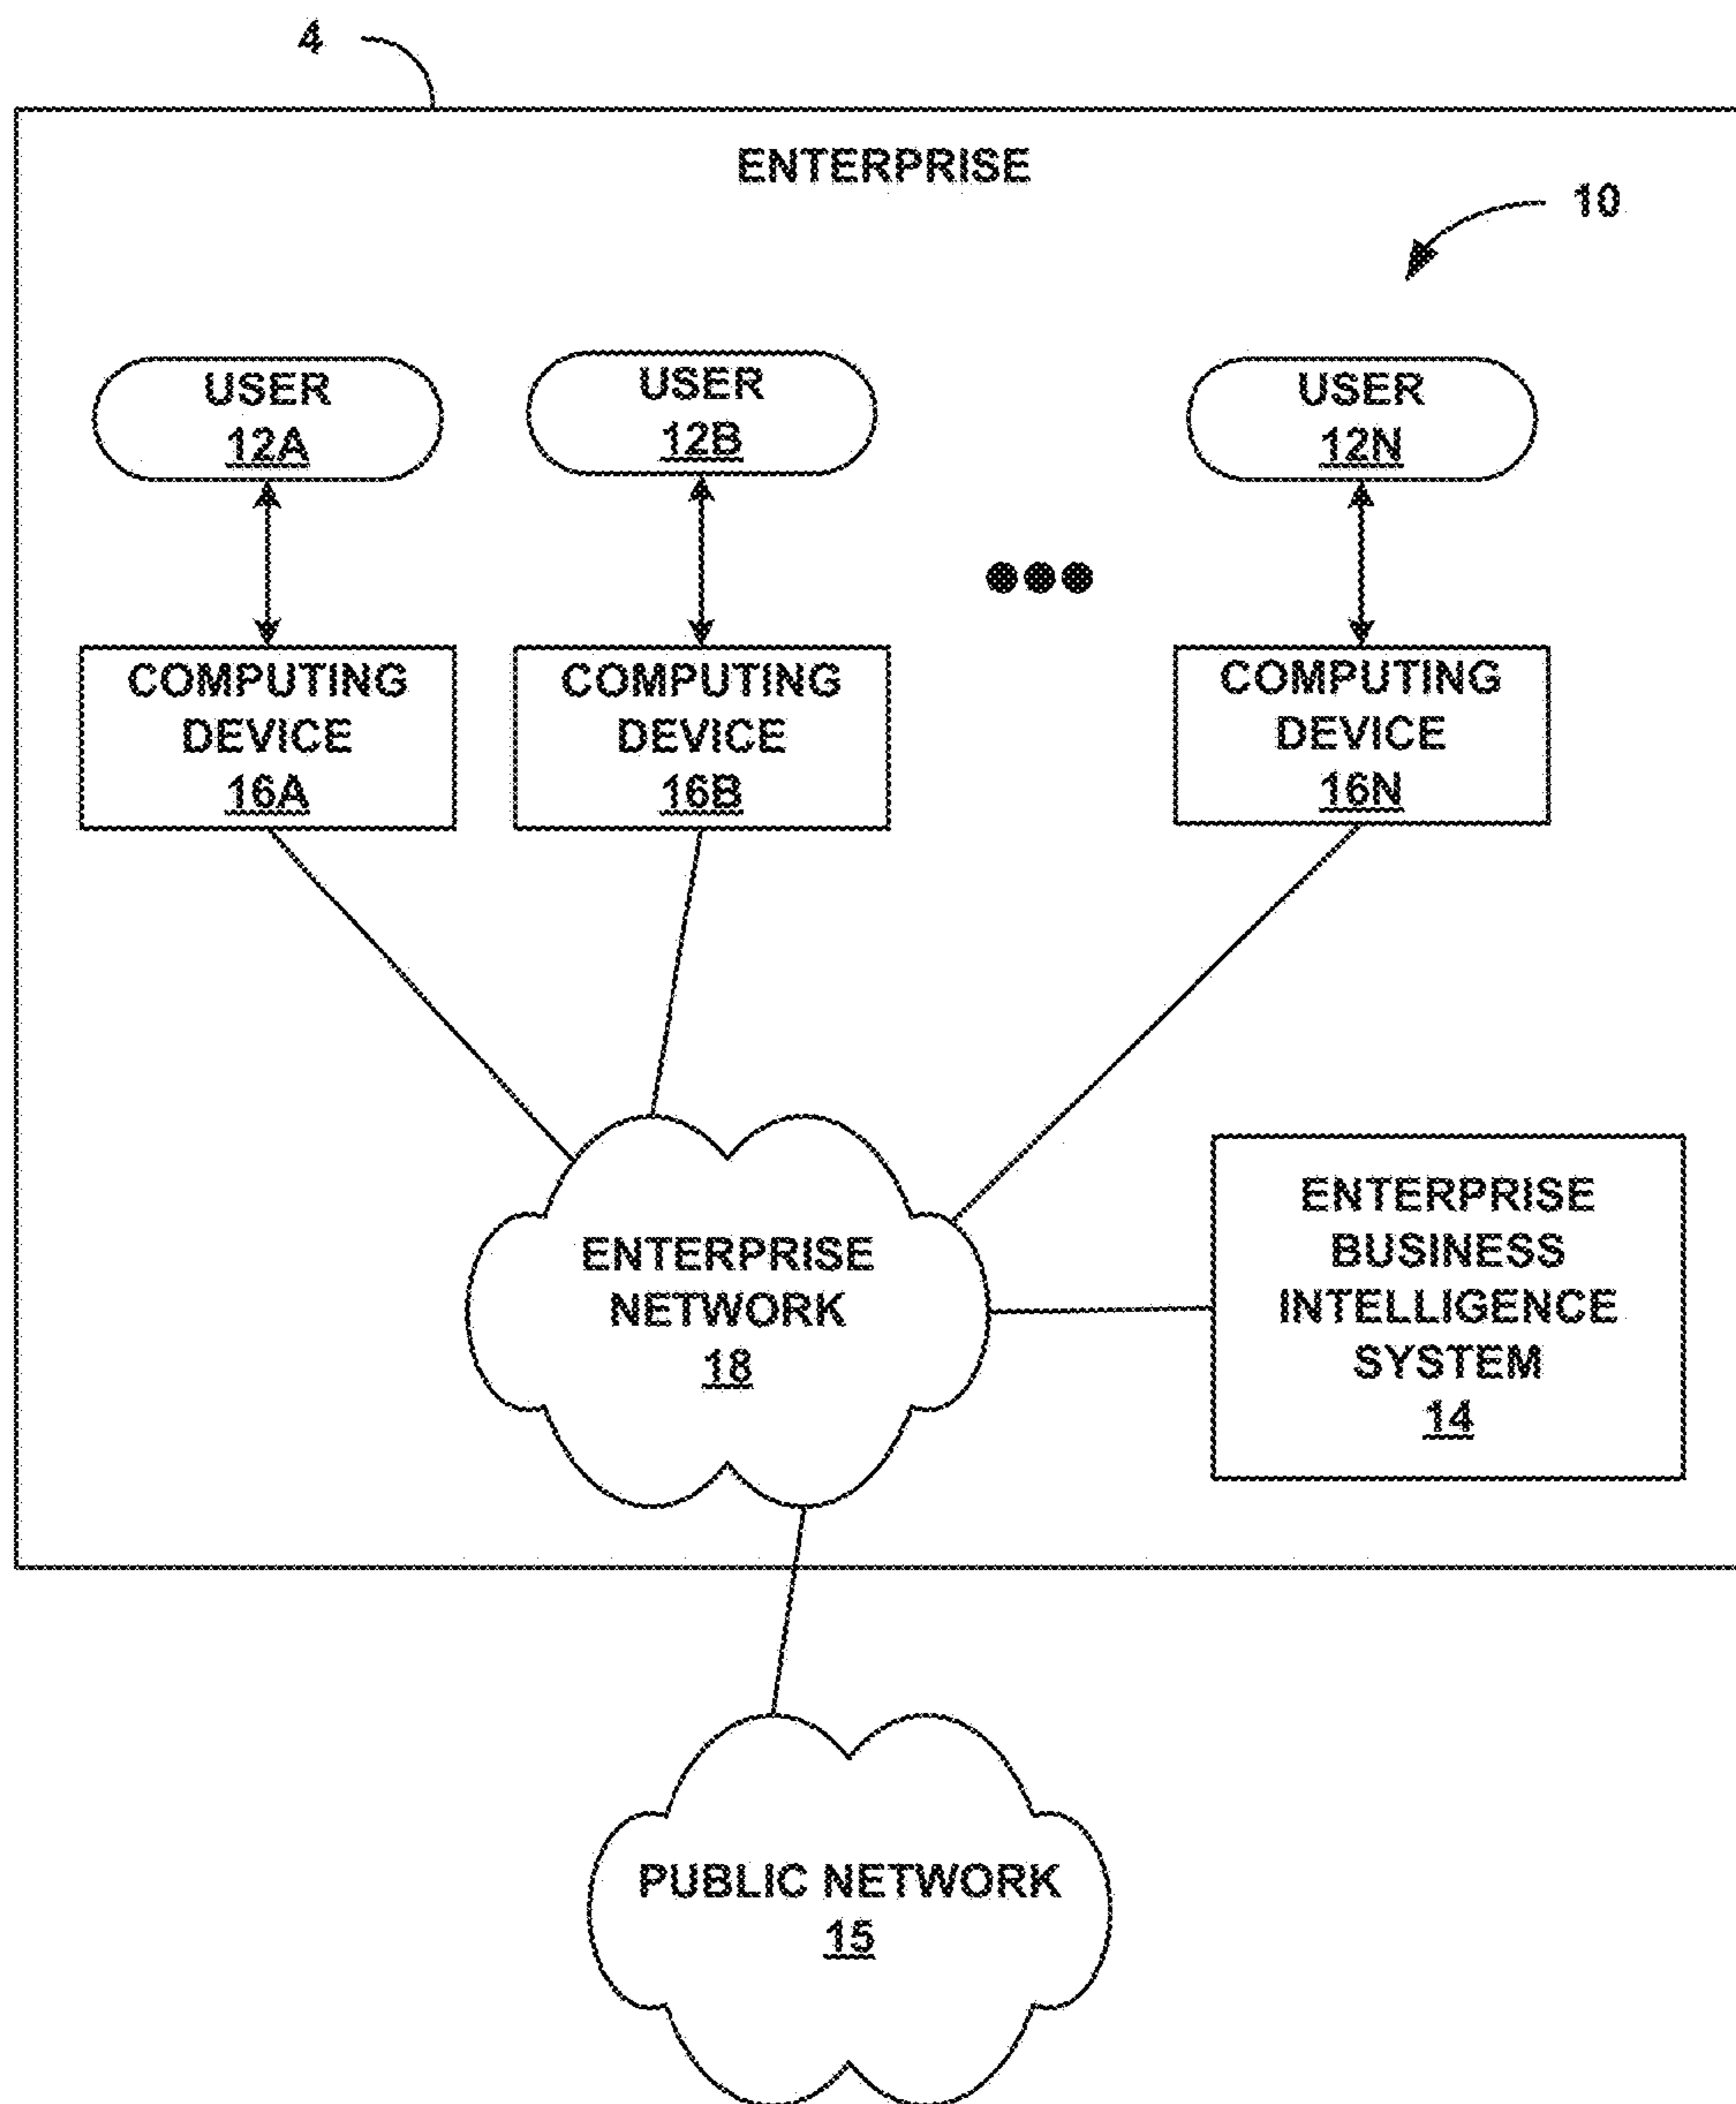 4
ENTERPRISE
10
USER
12A
USER
12B
USER
12N
COMPUTING
DEVICE
16A
COMPUTING
DEVICE
16B
COMPUTING
DEVICE
16N
ENTERPRISE
NETWORK
18
ENTERPRISE
BUSINESS
INTELLIGENCE
SYSTEM
14
PUBLIC NETWORK
15